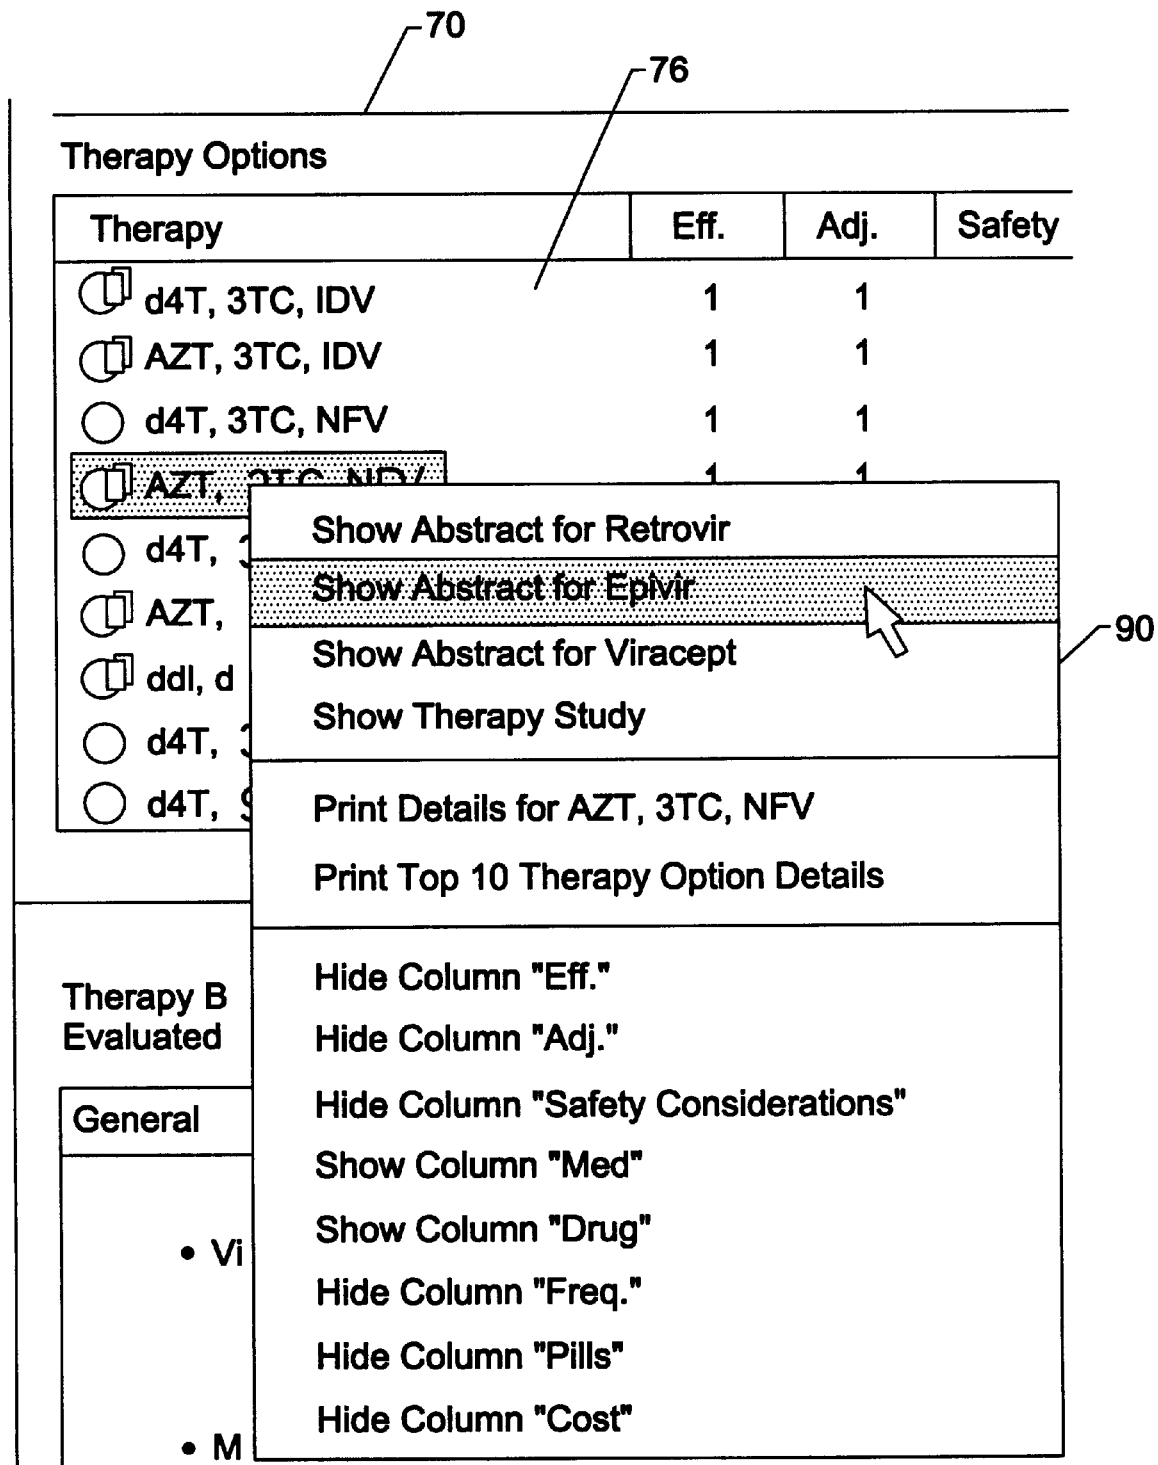 70
76
Therapy Options
Therapy Eff. Adj. Safety
d4T, 3TC, IDV 1 1
AZT, 3TC, IDV 1 1
d4T, 3TC, NFV 1 1
AZT, 3TC, 1 1
Show Abstract for Retrovir
d4T,
Show Abstract for Epivir
AZT,
90
Show Abstract for Viracept
ddI, d
Show Therapy Study
d4T,
Print Details for AZT, 3TC, NFV
d4T,
Print Top 10 Therapy Option Details
Hide Column "Eff."
Therapy B
Evaluated
Hide Column "Adj."
Hide Column "Safety Considerations"
General
Show Column "Med"
Show Column "Drug"
• Vi
Hide Column "Freq."
Hide Column "Pills"
Hide Column "Cost"
• M